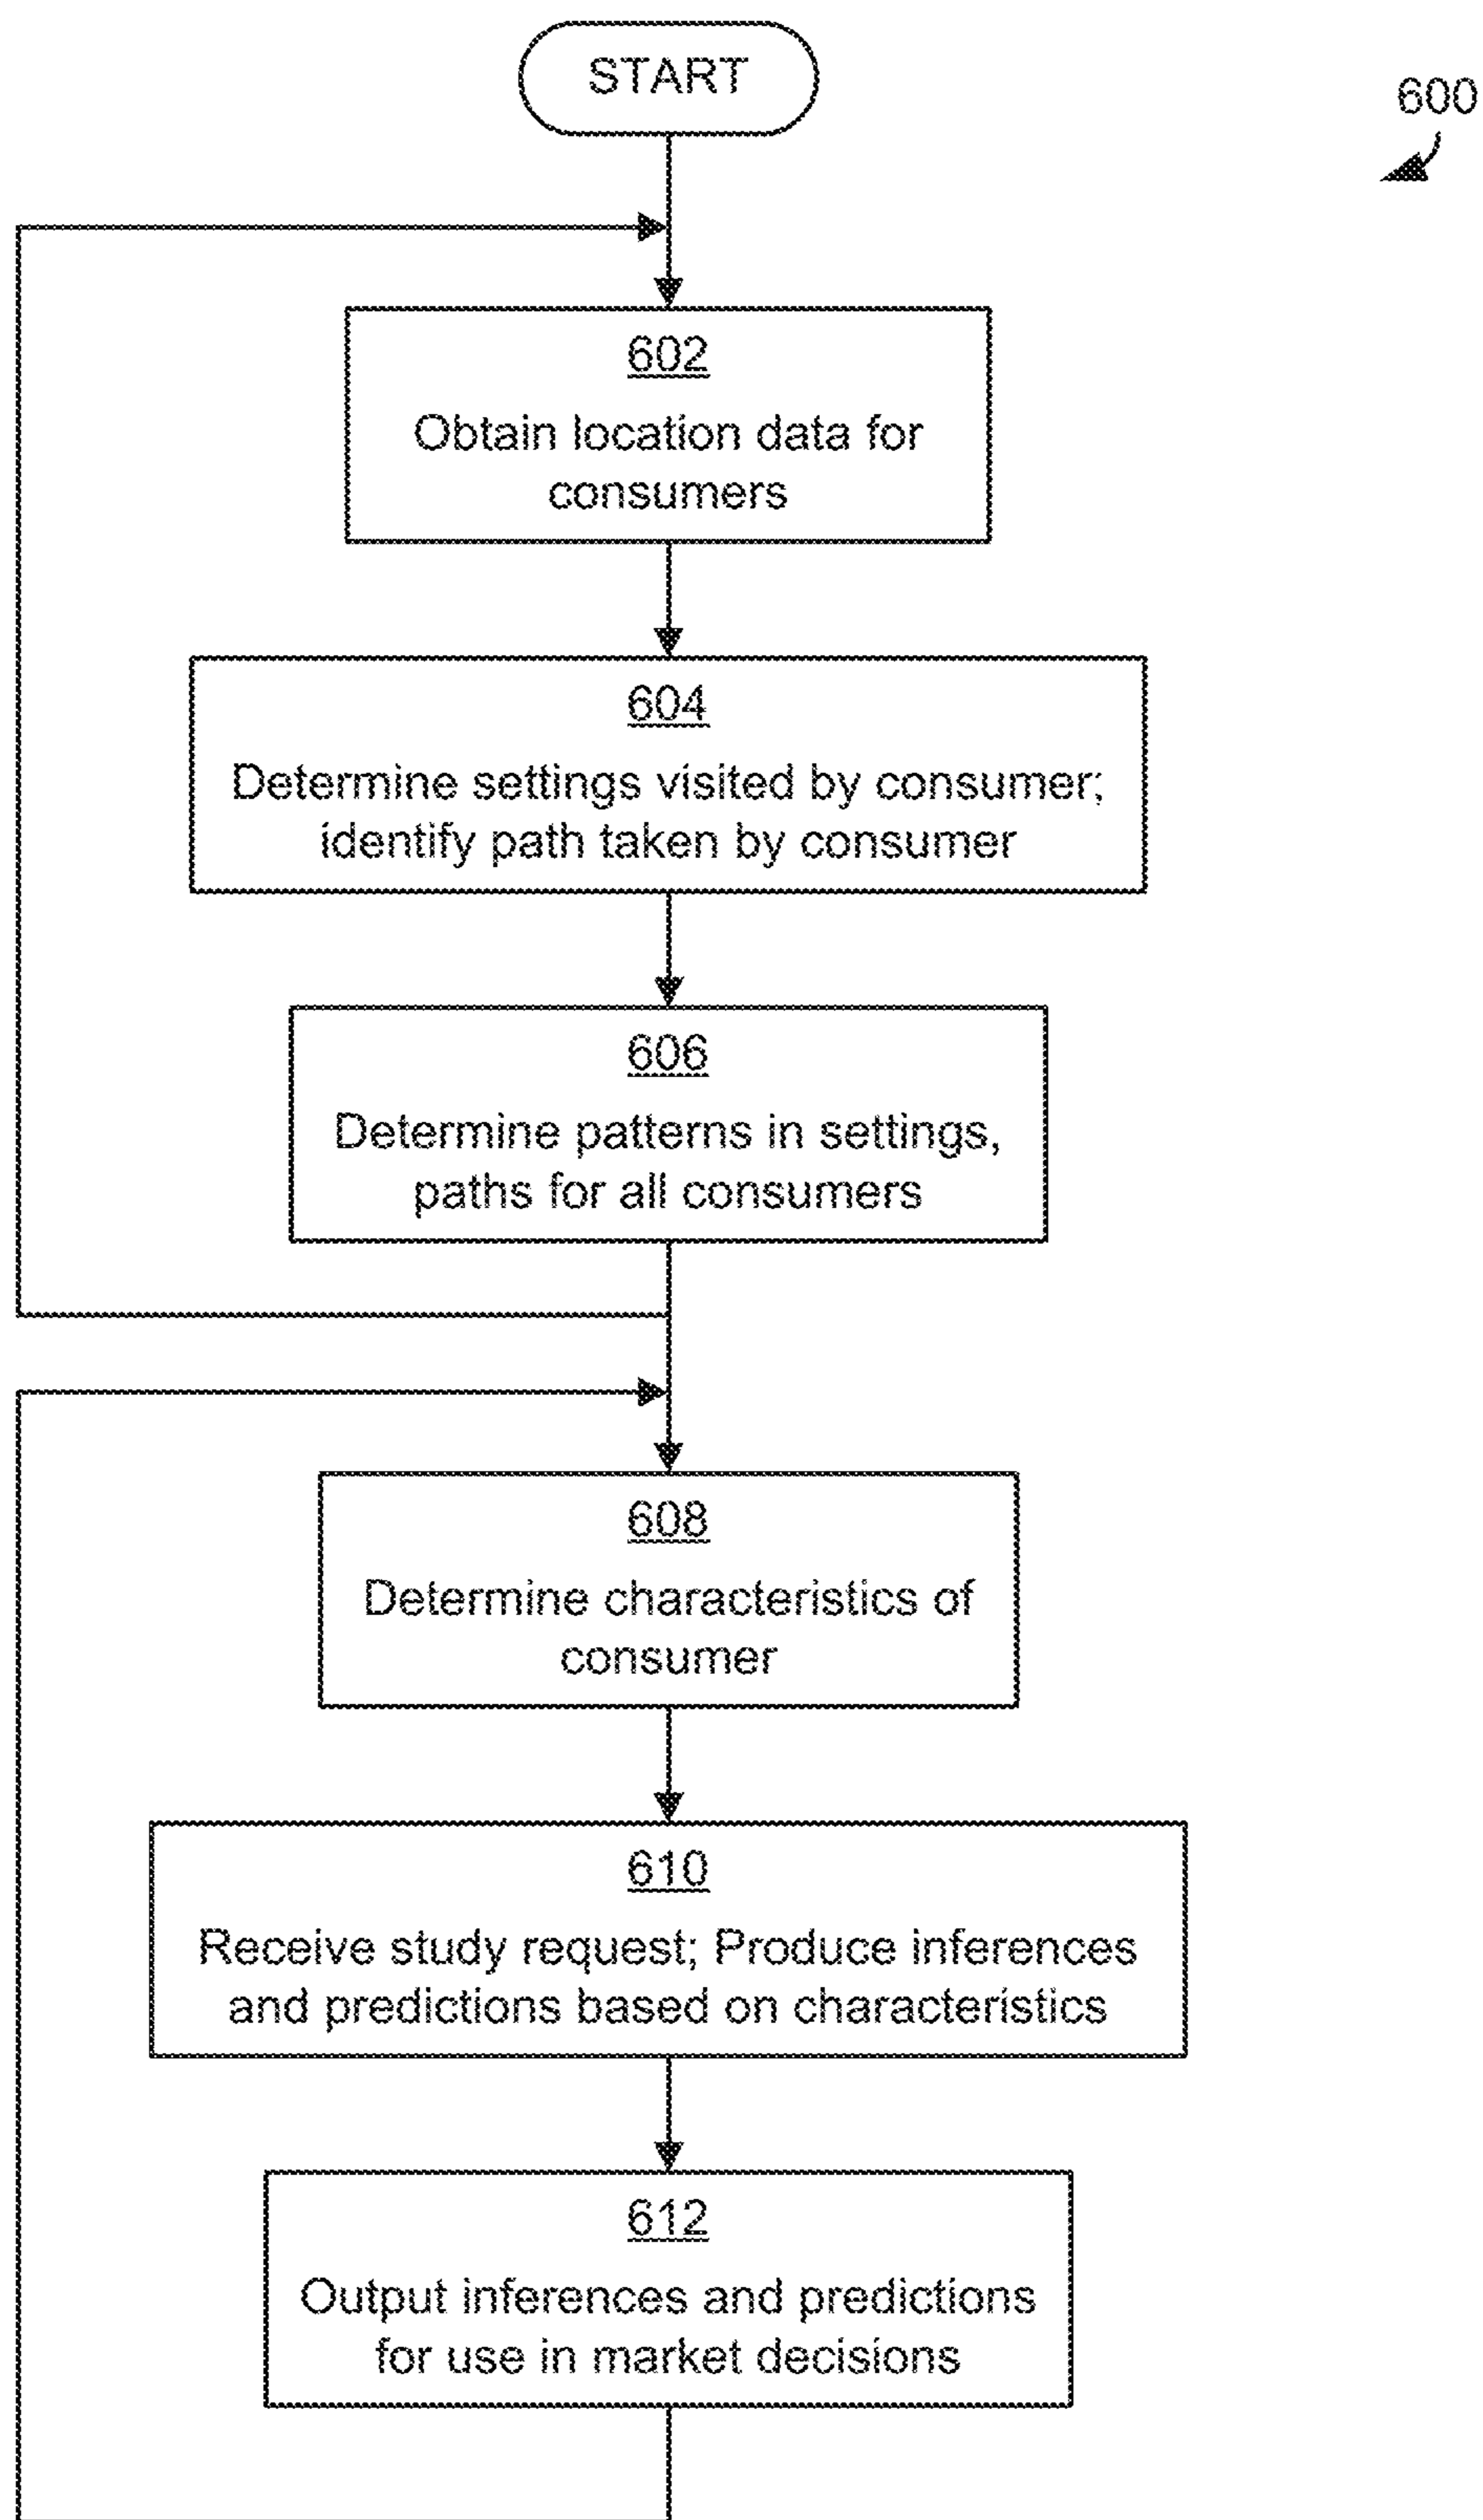 START
600
602
Obtain location data for
consumers
604
Determine settings visited by consumer;
identify path taken by consumer
606
Determine patterns in settings,
paths for all consumers
608
Determine characteristics of
consumer
610
Receive study request; Produce inferences
and predictions based on characteristics
612
Output inferences and predictions
for use in market decisions